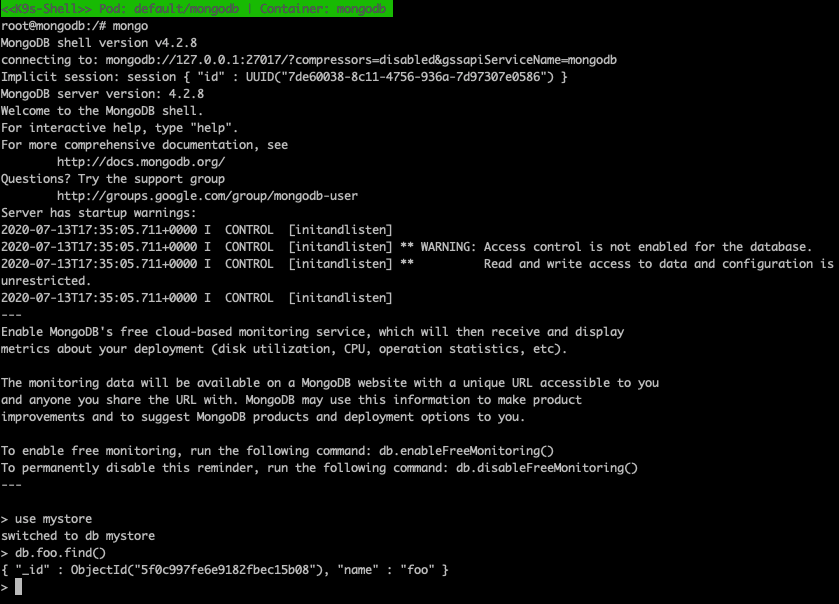 <<K9s-Shell>> Pod: default/mongodb | Container: mongodb
root@mongodb:/# mongo
MongoDB shell version v4.2.8
connecting to: mongodb://127.0.0.1:27017/?compressors=disabled&gssapiServiceName=mongodb
Implicit session: session { "id" : UUID("7de60038-8c11-4756-936a-7d97307e0586") }
MongoDB server version: 4.2.8
Welcome to the MongoDB shell.
For interactive help, type "help".
For more comprehensive documentation, see
http://docs.mongodb.org/
Questions? Try the support group
http://groups.google.com/group/mongodb-user
Server has startup warnings:
2020-07-13T17:35:05.711+0000 I  CONTROL  [initandlisten]
2020-07-13T17:35:05.711+0000 I  CONTROL  [initandlisten] ** WARNING: Access control is not enabled for the database.
2020-07-13T17:35:05.711+0000 I  CONTROL  [initandlisten] **          Read and write access to data and configuration is
unrestricted.
2020-07-13T17:35:05.711+0000 I  CONTROL  [initandlisten]
---
Enable MongoDB's free cloud-based monitoring service, which will then receive and display
metrics about your deployment (disk utilization, CPU, operation statistics, etc).
The monitoring data will be available on a MongoDB website with a unique URL accessible to you
and anyone you share the URL with. MongoDB may use this information to make product
improvements and to suggest MongoDB products and deployment options to you.
To enable free monitoring, run the following command: db.enableFreeMonitoring()
To permanently disable this reminder, run the following command: db.disableFreeMonitoring()
---
> use mystore
switched to db mystore
> db.foo.find()
{ "_id" : ObjectId("5f0c997fe6e9182fbec15b08"), "name" : "foo" }
>